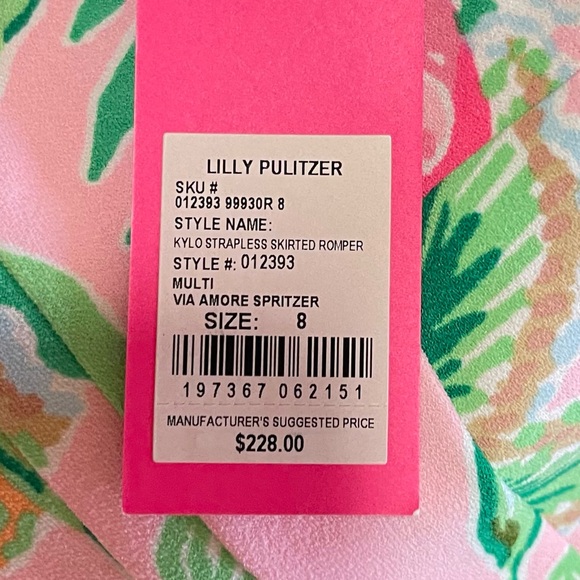 LILLY PULITZER
SKU #
012393 99930R 8
STYLE NAME:
KYLO STRAPLESS SKIRTED ROMPER
STYLE #: 012393
MULTI
VIA AMORE SPRITZER
SIZE: 8
197367 062151
MANUFACTURER'S SUGGESTED PRICE
$228.00